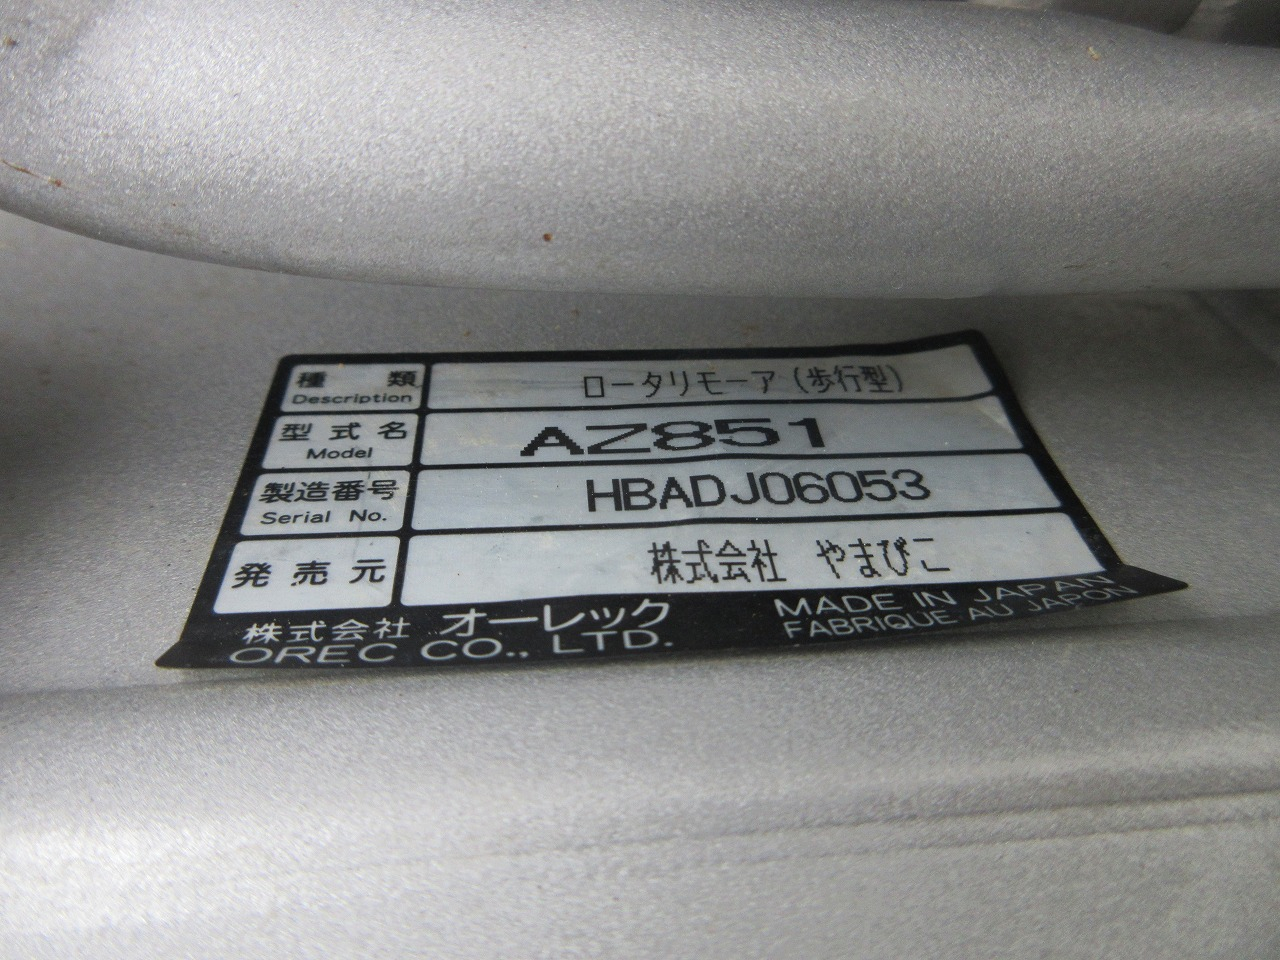 種類 ロータリモーア(歩行型)
Description
型式名 AZ851
Model
製造番号 HBADJ06053
Serial No.
発売元 株式会社 やまびこ
株式会社 オーレック MADE IN JAPAN
OREC CO., LTD. FABRIQUE AU JAPON